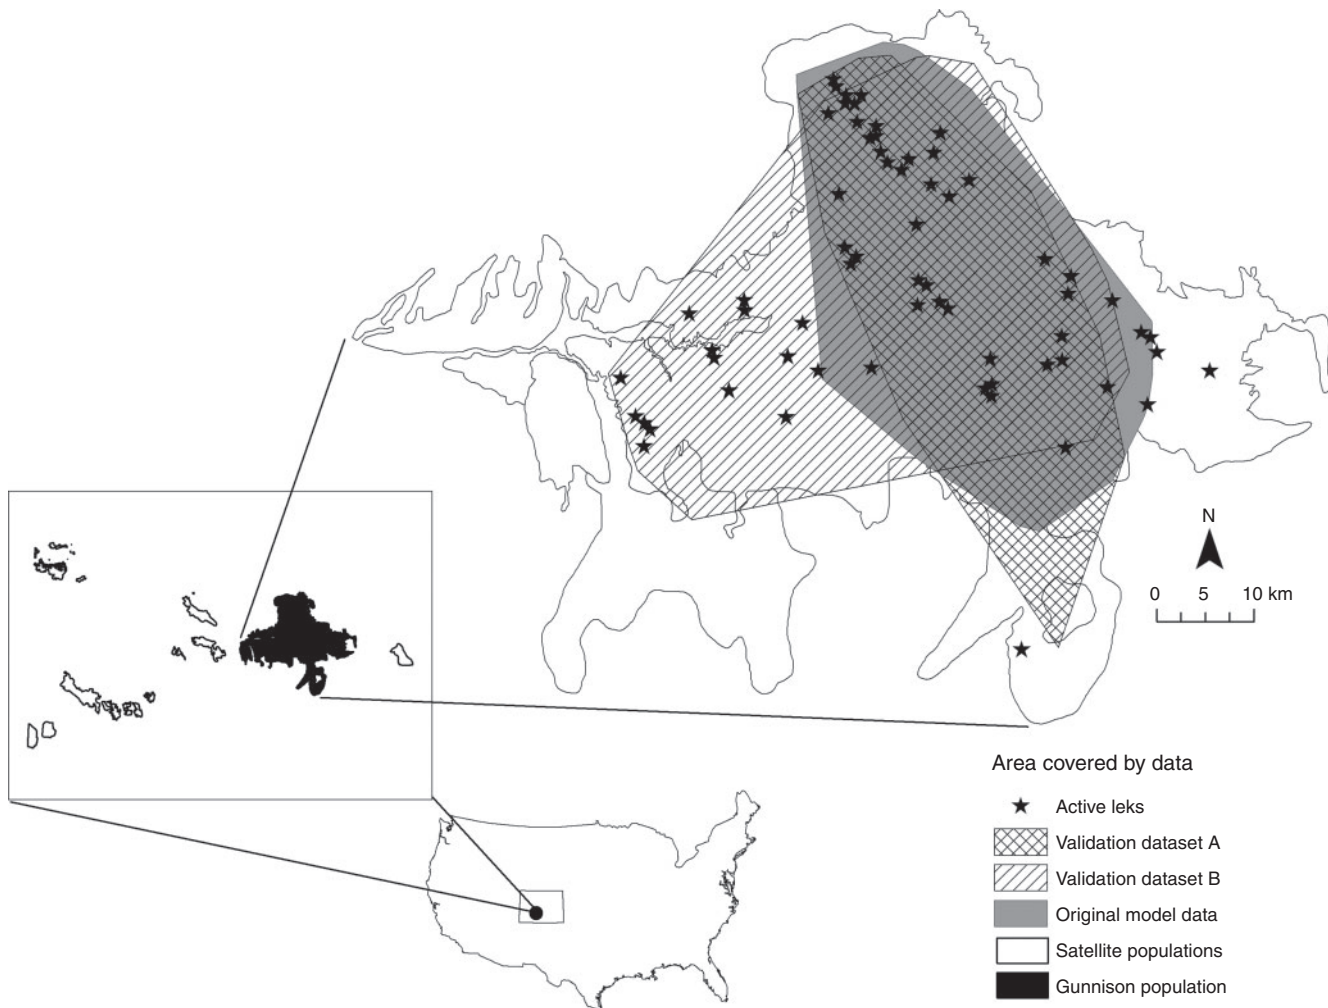 N
0 5 10 km
Area covered by data
Active leks
Validation dataset A
Validation dataset B
Original model data
Satellite populations
Gunnison population